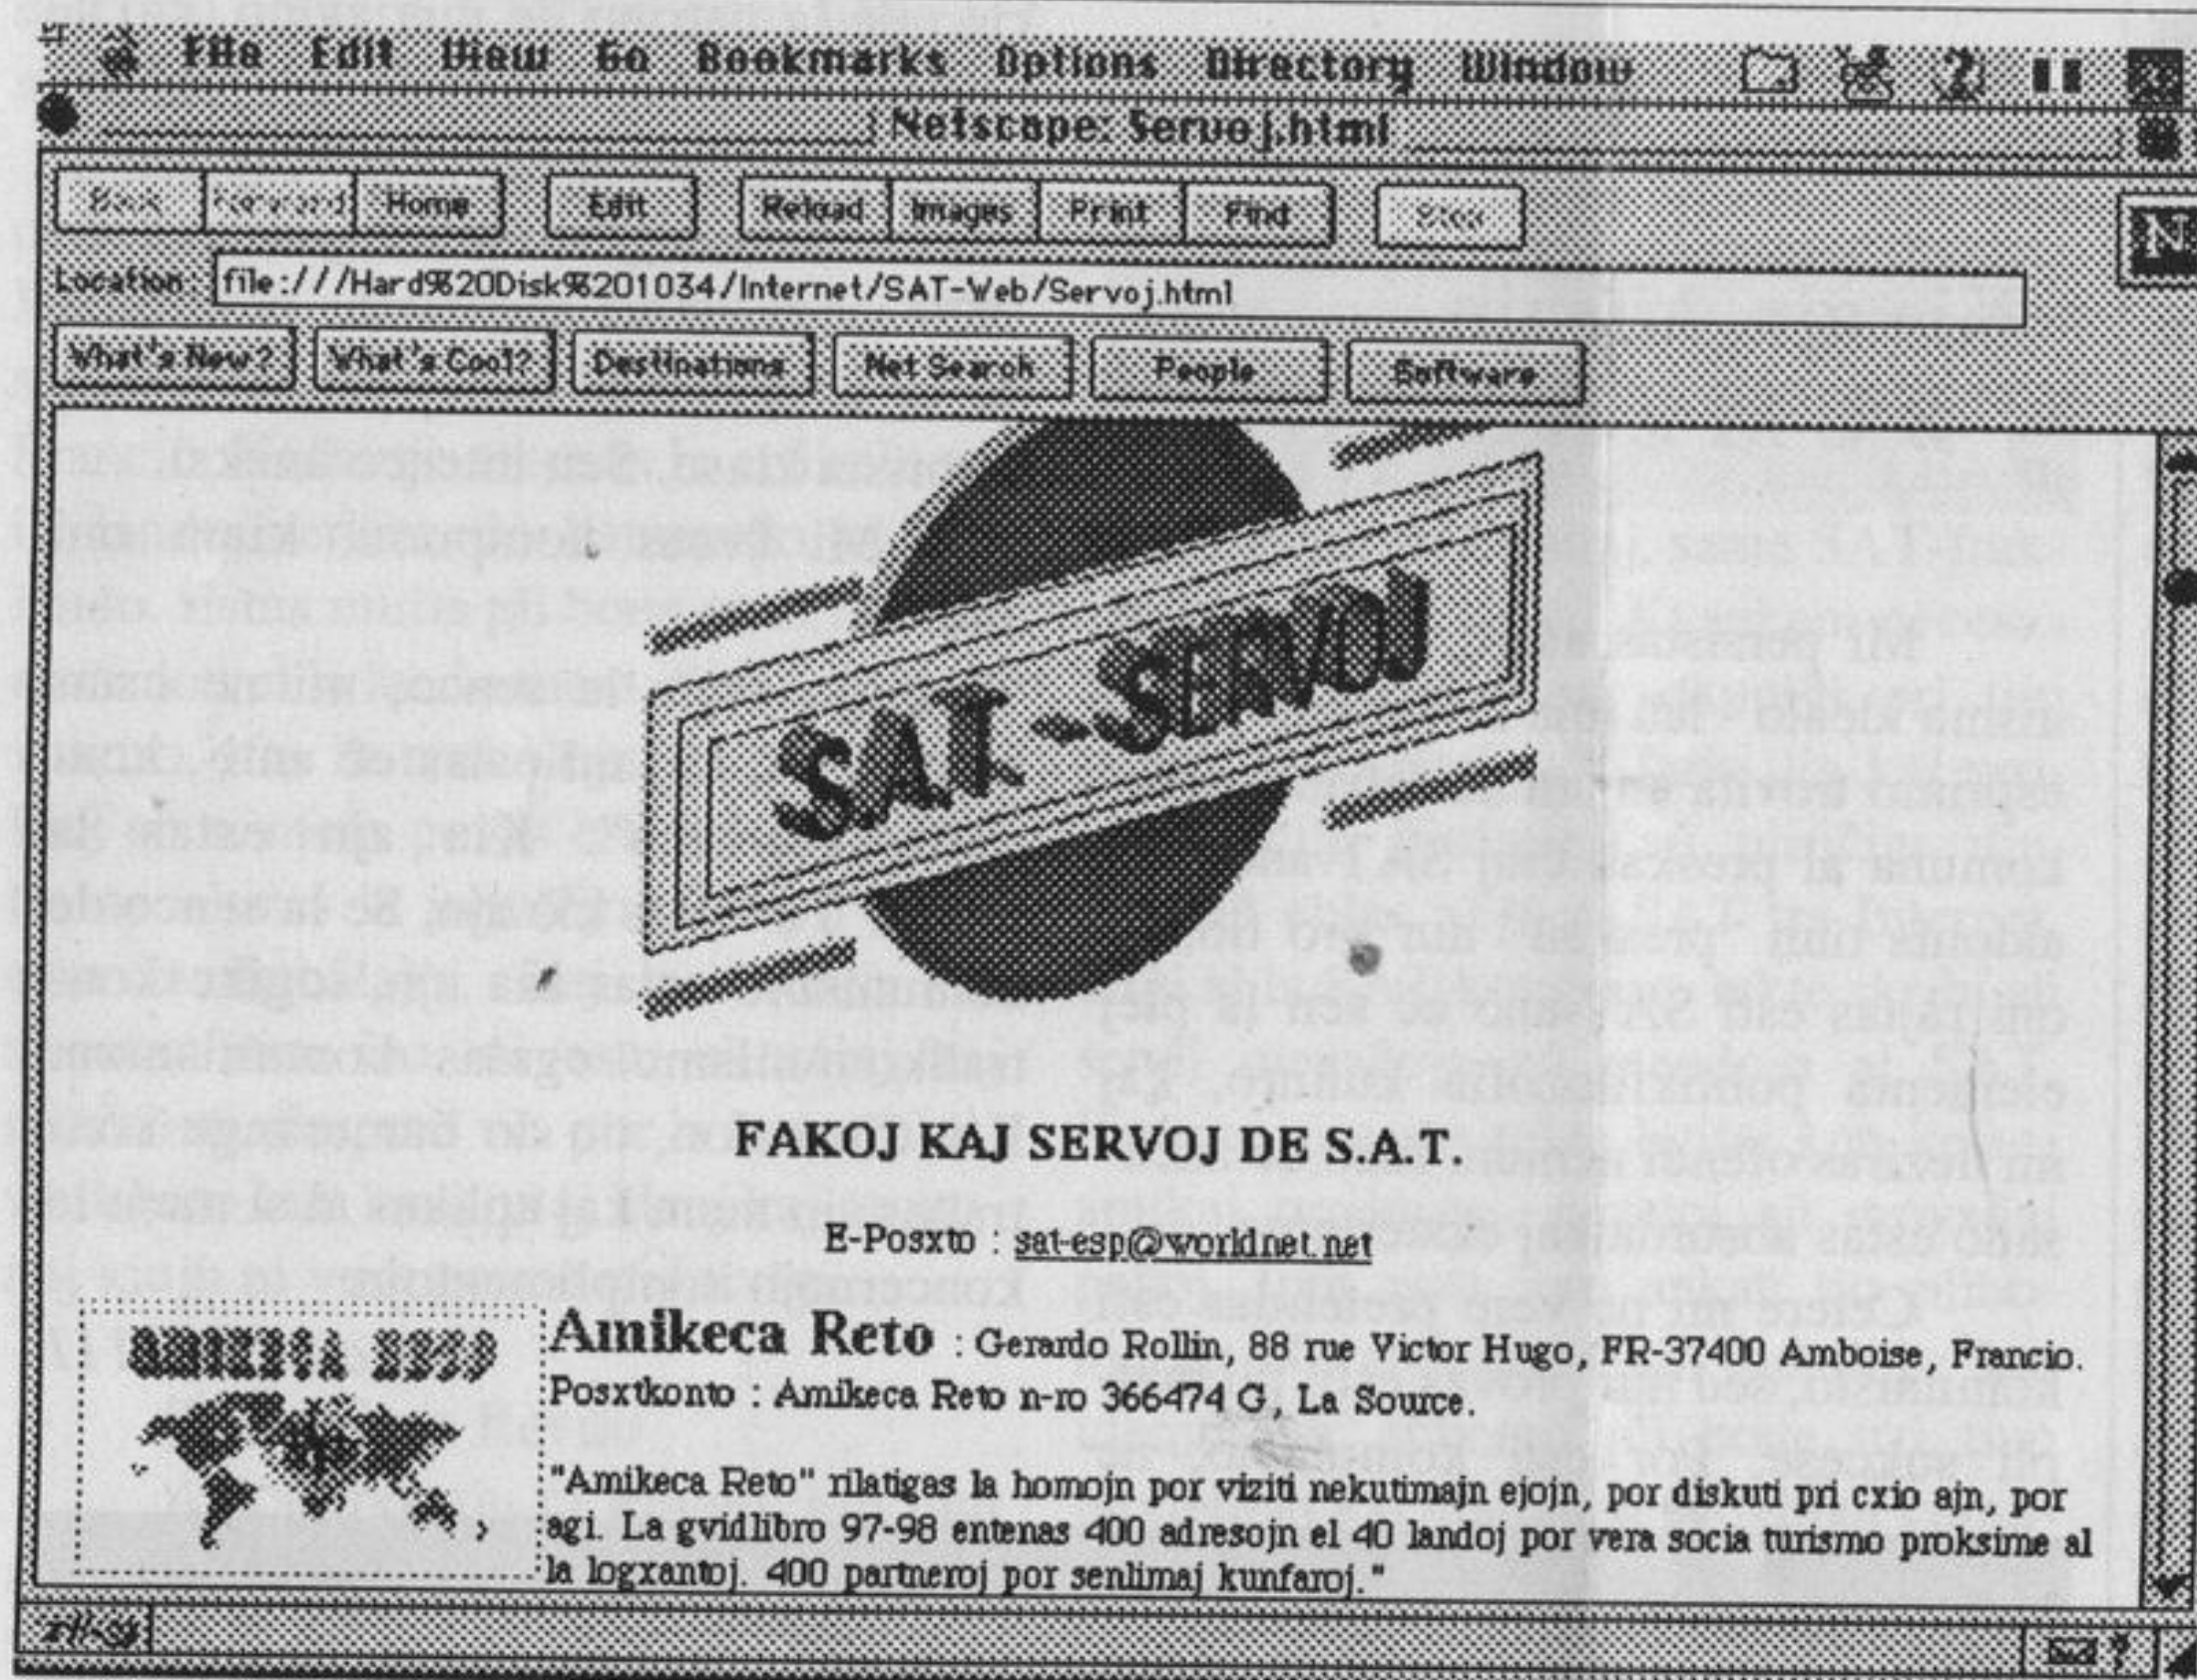 File Edit View Go Bookmarks Options Directory Window
Netscape: Servoj.html
Back Forward Home Edit Reload Images Print Find Stop
N
Location: file:///Hard%20Disk%201034/Internet/SAT-Web/Servoj.html
What's New? What's Cool? Destinations Net Search People Software
S.A.T. - SERVOJ
FAKOJ KAJ SERVOJ DE S.A.T.
E-Posxto : sat-esp@worldnet.net
AMIKECA RETO
Amikeca Reto : Gerardo Rollin, 88 rue Victor Hugo, FR-37400 Amboise, Francio.
Posxtkonto : Amikeca Reto n-ro 366474 G, La Source.
"Amikeca Reto" rilatigas la homojn por viziti nekutimajn ejojn, por diskuti pri cxio ajn, por
agi. La gvidlibro 97-98 entenas 400 adresojn el 40 landoj por vera socia turismo proksime al
la logxantoj. 400 partneroj por senlimaj kunfaroj."